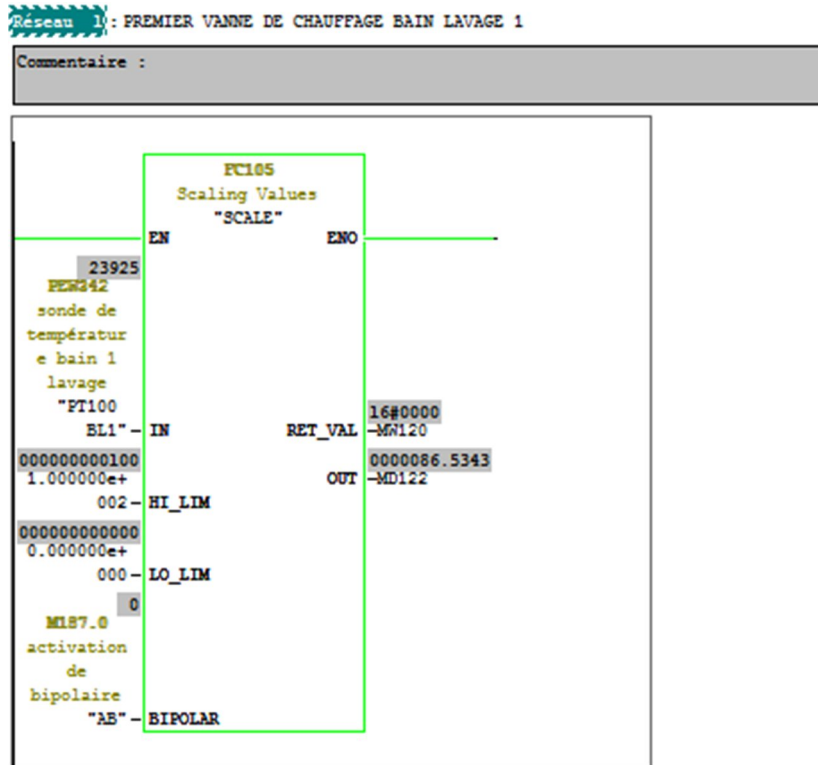 Réseau 1 : PREMIER VANNE DE CHAUFFAGE BAIN LAVAGE 1
Commentaire :
FC105
Scaling Values
"SCALE"
EN ENO
23925
PEW242
sonde de
températur
e bain 1
lavage
"PT100
BL1" IN
16#0000
RET_VAL MW120
000000000100
1.000000e+
002 HI_LIM
0000086.5343
OUT MD122
000000000000
0.000000e+
000 LO_LIM
0
M187.0
activation
de
bipolaire
"AB" BIPOLAR